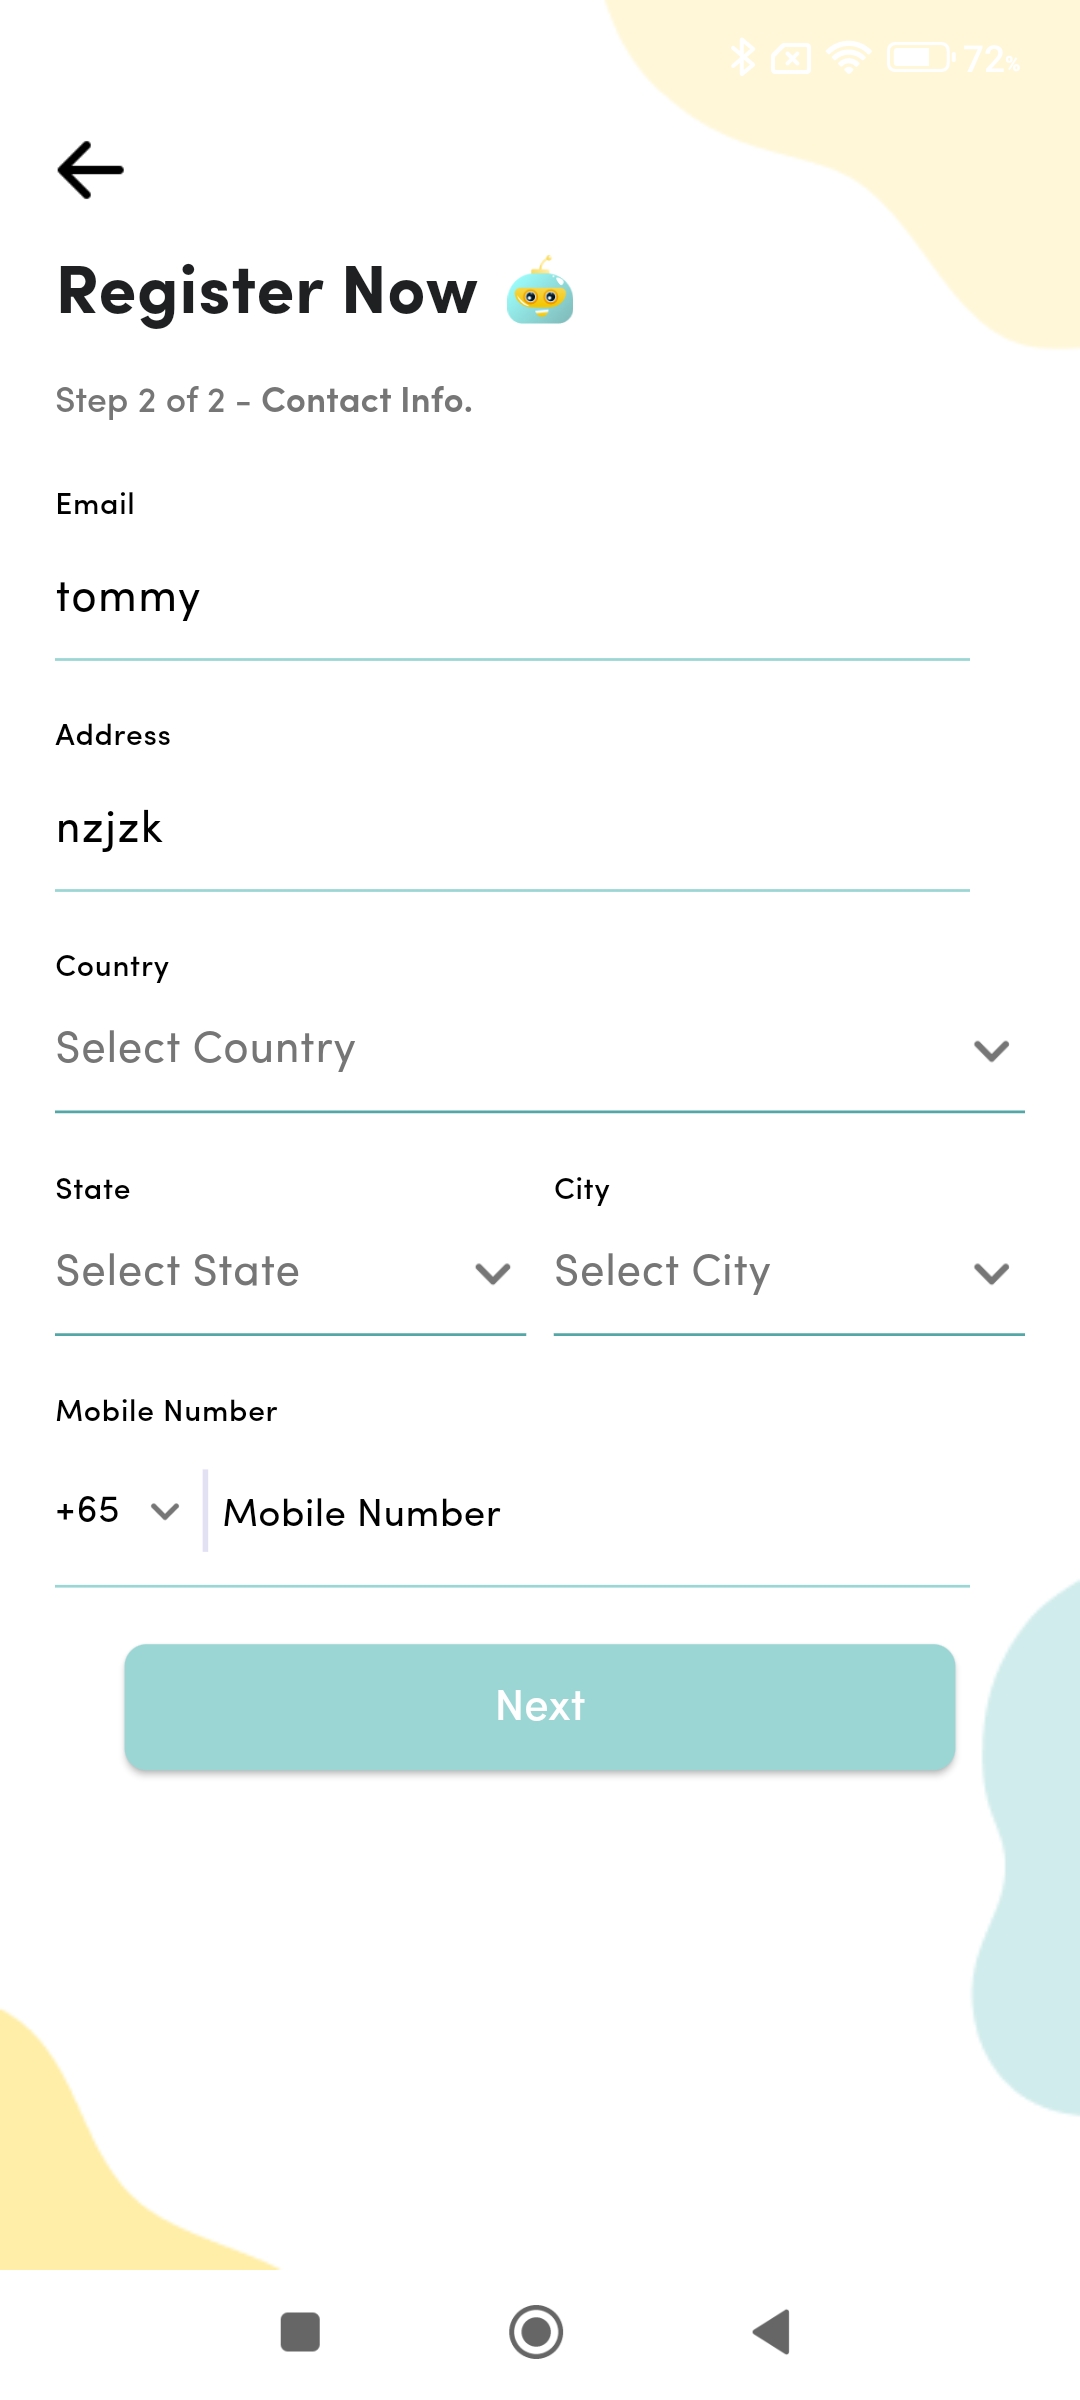 72%
Register Now
Step 2 of 2 - Contact Info.
Email
tommy
Address
nzjzk
Country
Select Country
State City
Select State Select City
Mobile Number
+65 Mobile Number
Next